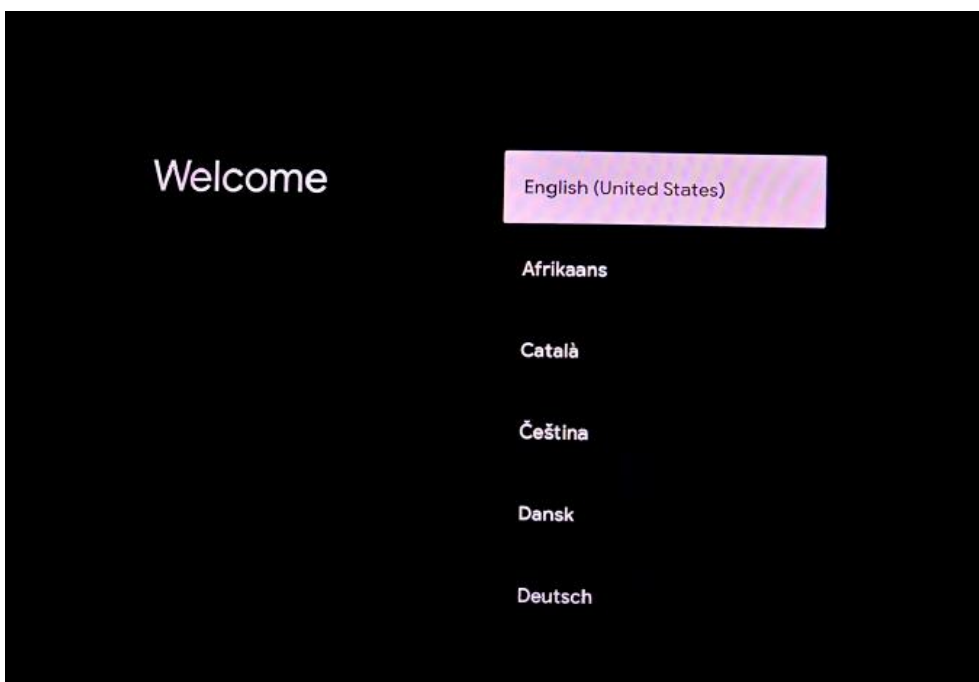 Welcome
English (United States)
Afrikaans
Català
Čeština
Dansk
Deutsch